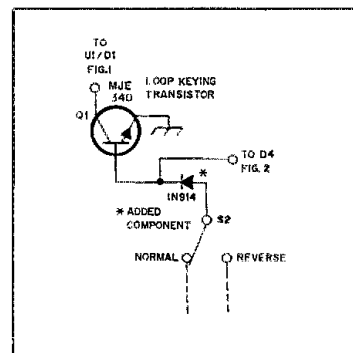 TO
U1/D1
FIG.1
MJE
340
LOOP KEYING
TRANSISTOR
Q1
TO D4
FIG. 2
*
1N914
* ADDED
COMPONENT
S2
NORMAL
REVERSE